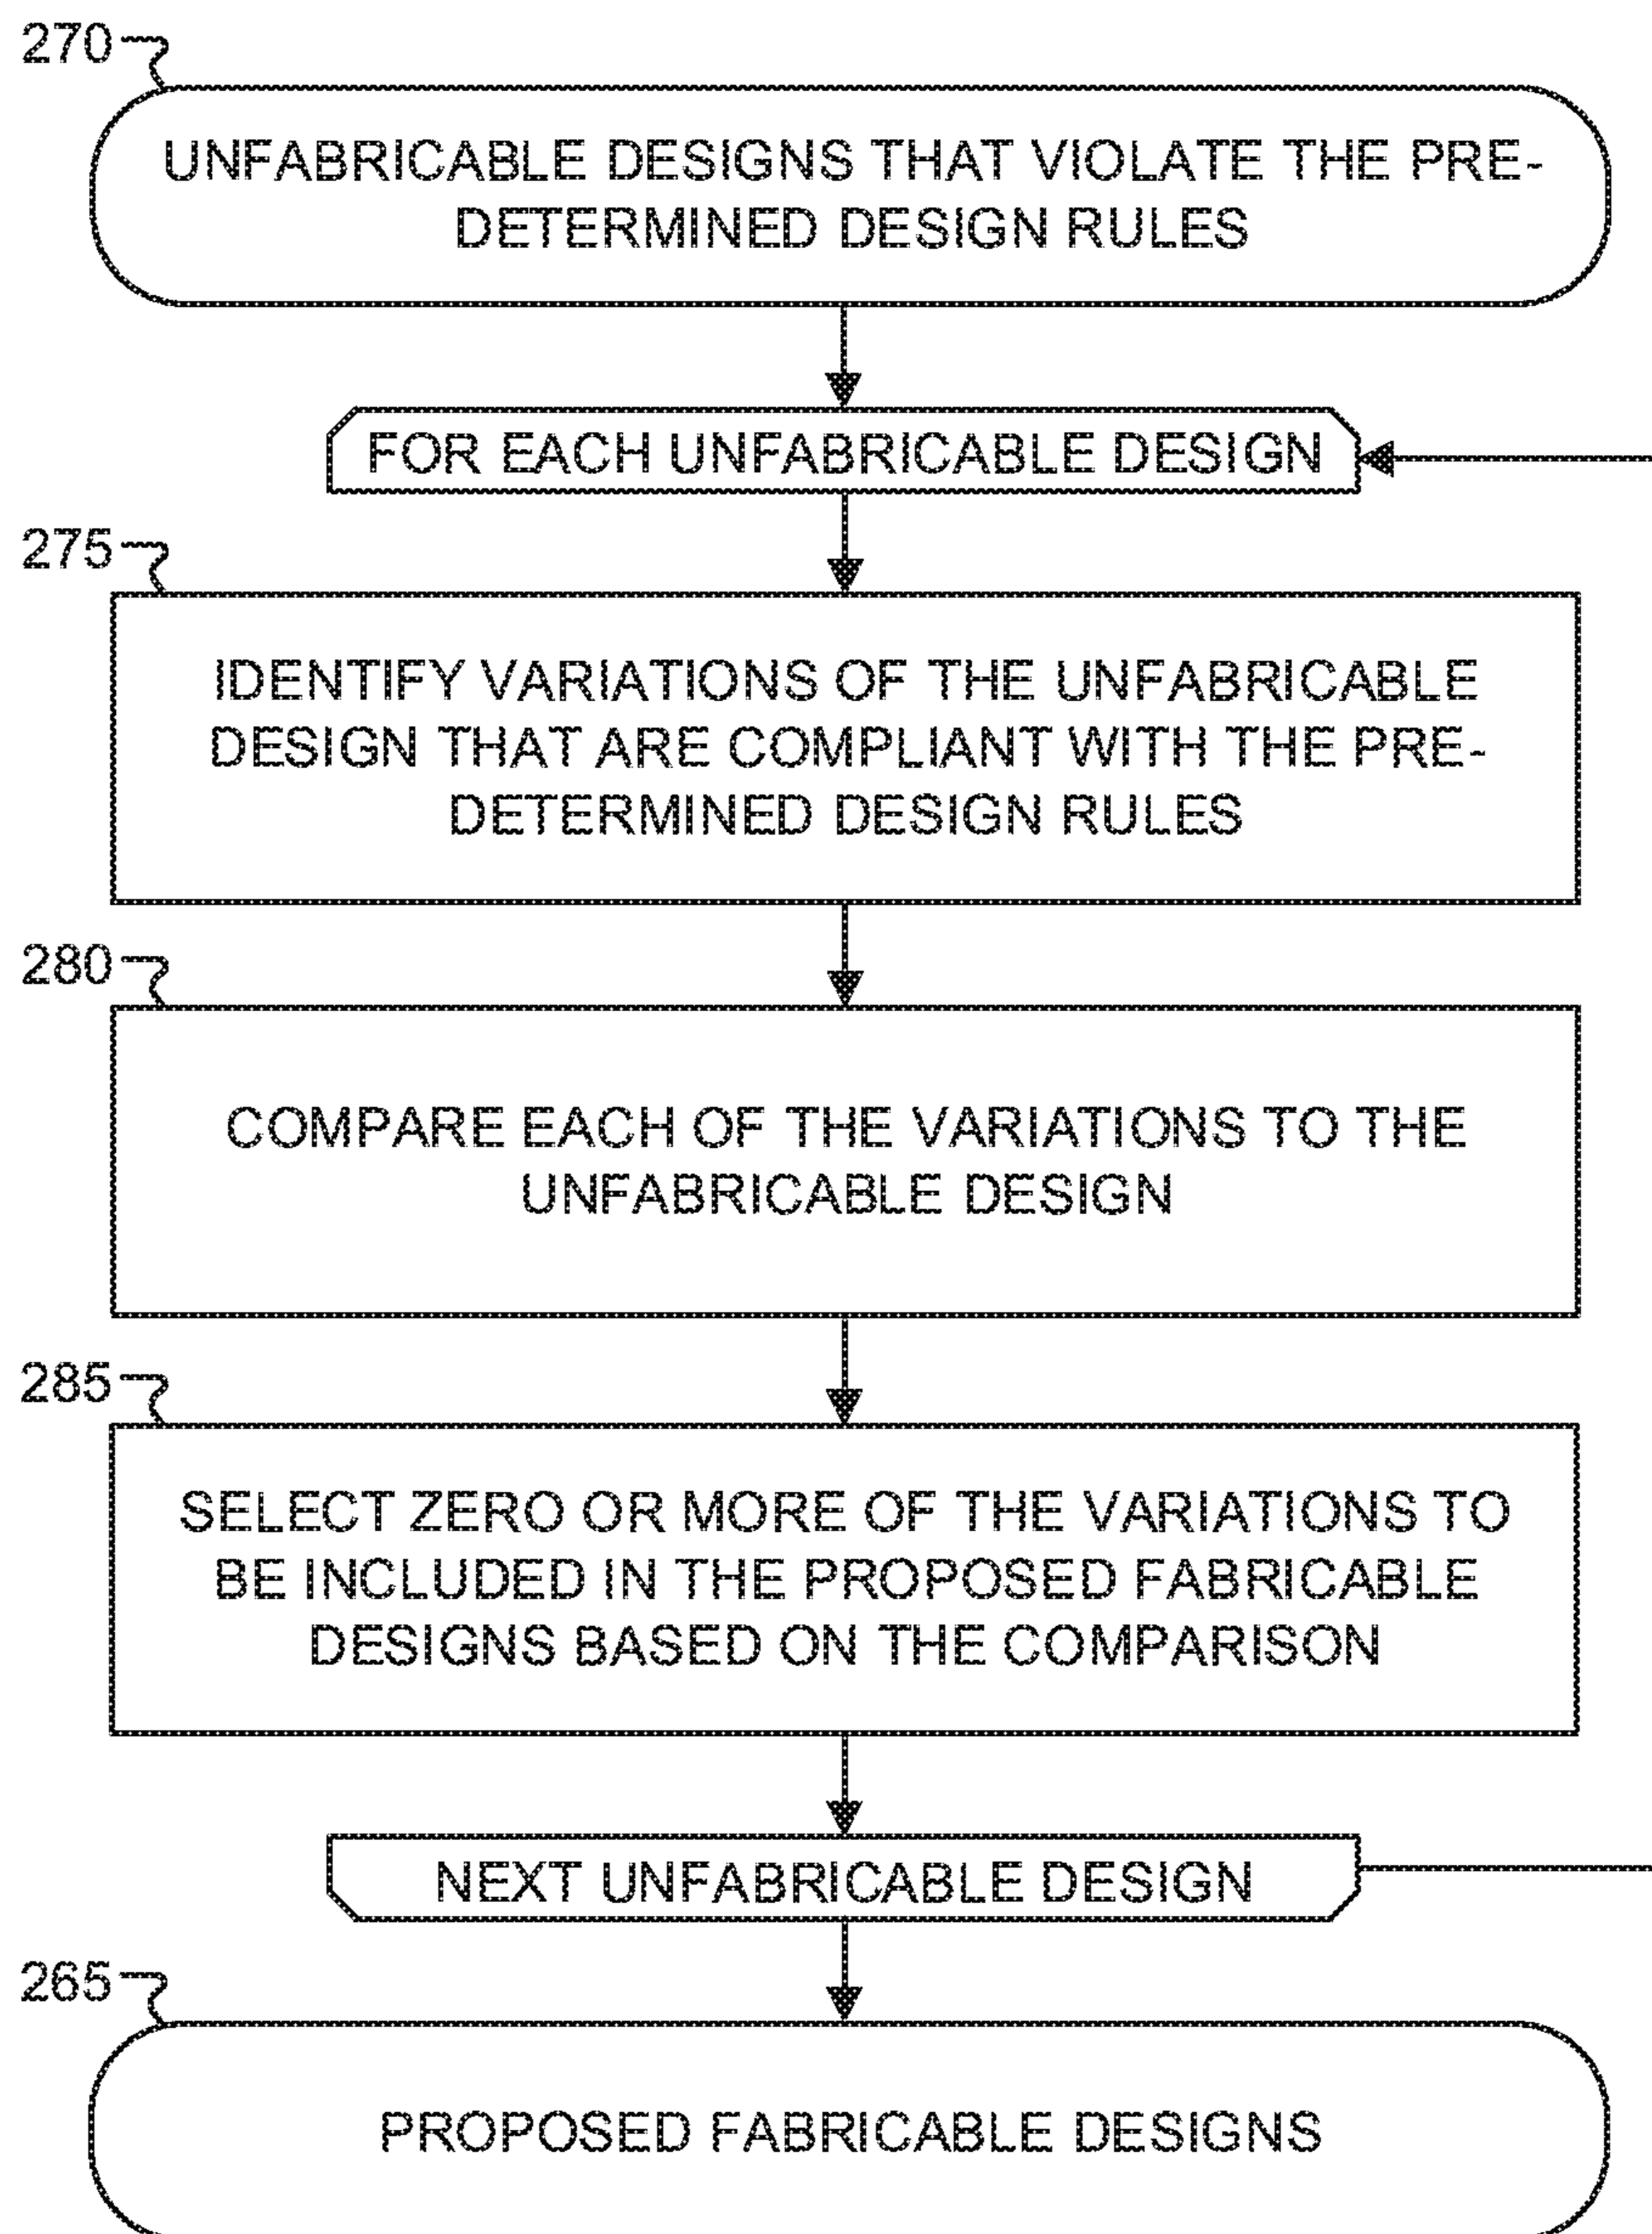 270
UNFABRICABLE DESIGNS THAT VIOLATE THE PRE-
DETERMINED DESIGN RULES
FOR EACH UNFABRICABLE DESIGN
275
IDENTIFY VARIATIONS OF THE UNFABRICABLE
DESIGN THAT ARE COMPLIANT WITH THE PRE-
DETERMINED DESIGN RULES
280
COMPARE EACH OF THE VARIATIONS TO THE
UNFABRICABLE DESIGN
285
SELECT ZERO OR MORE OF THE VARIATIONS TO
BE INCLUDED IN THE PROPOSED FABRICABLE
DESIGNS BASED ON THE COMPARISON
NEXT UNFABRICABLE DESIGN
265
PROPOSED FABRICABLE DESIGNS